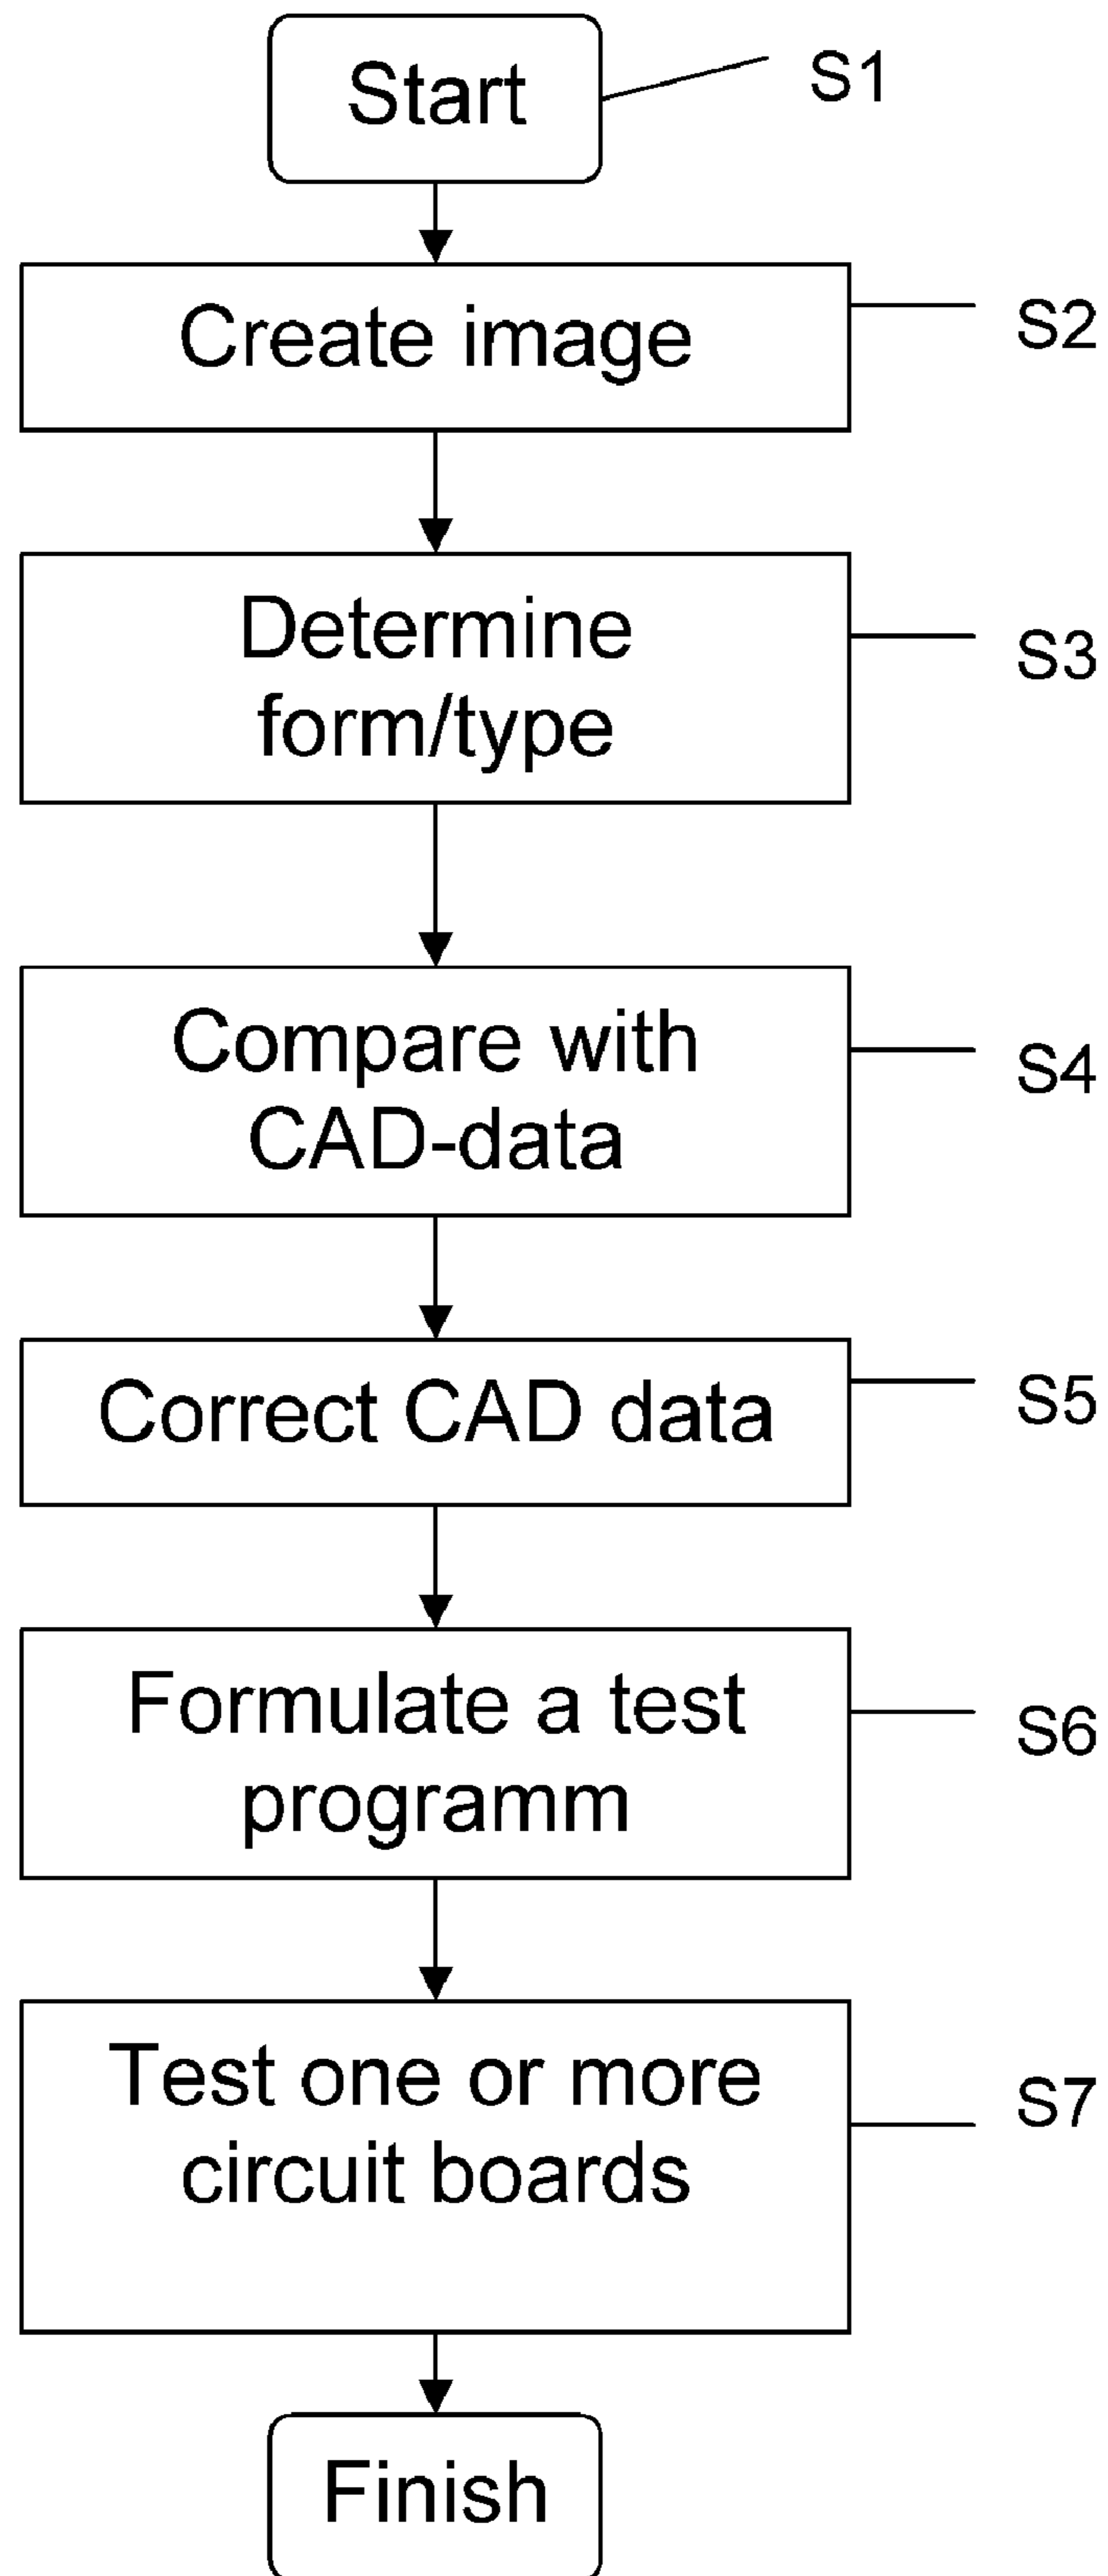 Start
S1
Create image
S2
Determine
form/type
S3
Compare with
CAD-data
S4
Correct CAD data
S5
Formulate a test
programm
S6
Test one or more
circuit boards
S7
Finish